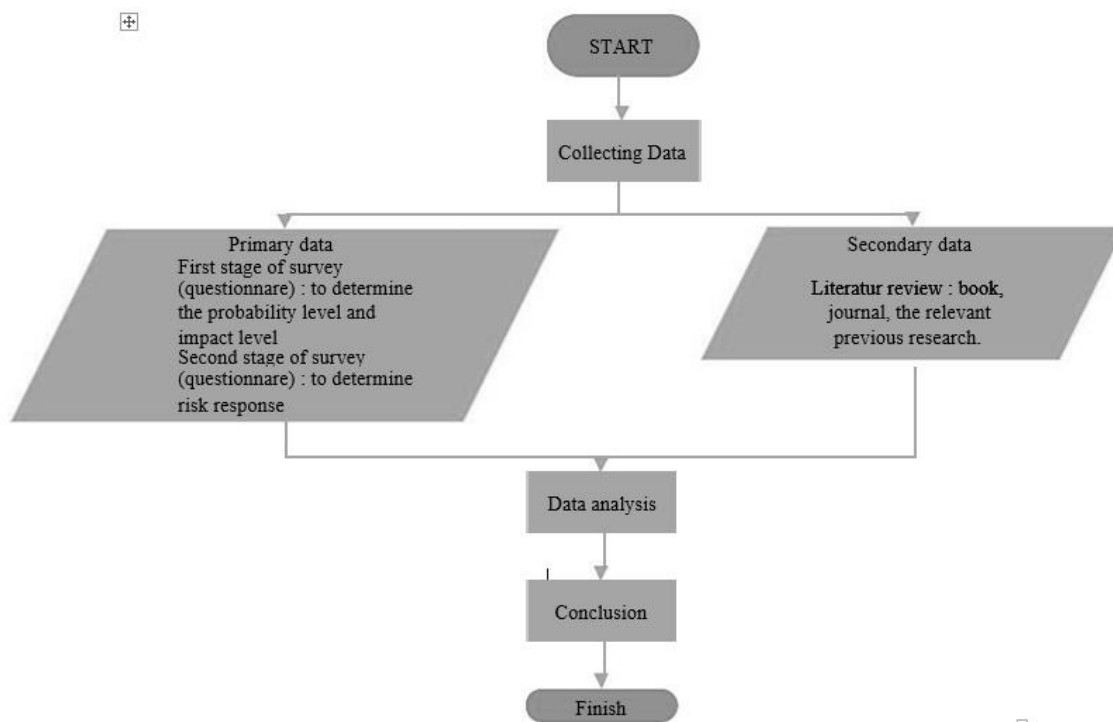 START
Collecting Data
Primary data
First stage of survey
(questionnare) : to determine
the probability level and
impact level
Second stage of survey
(questionnare) : to determine
risk response
Secondary data
Literatur review : book,
journal, the relevant
previous research.
Data analysis
Conclusion
Finish